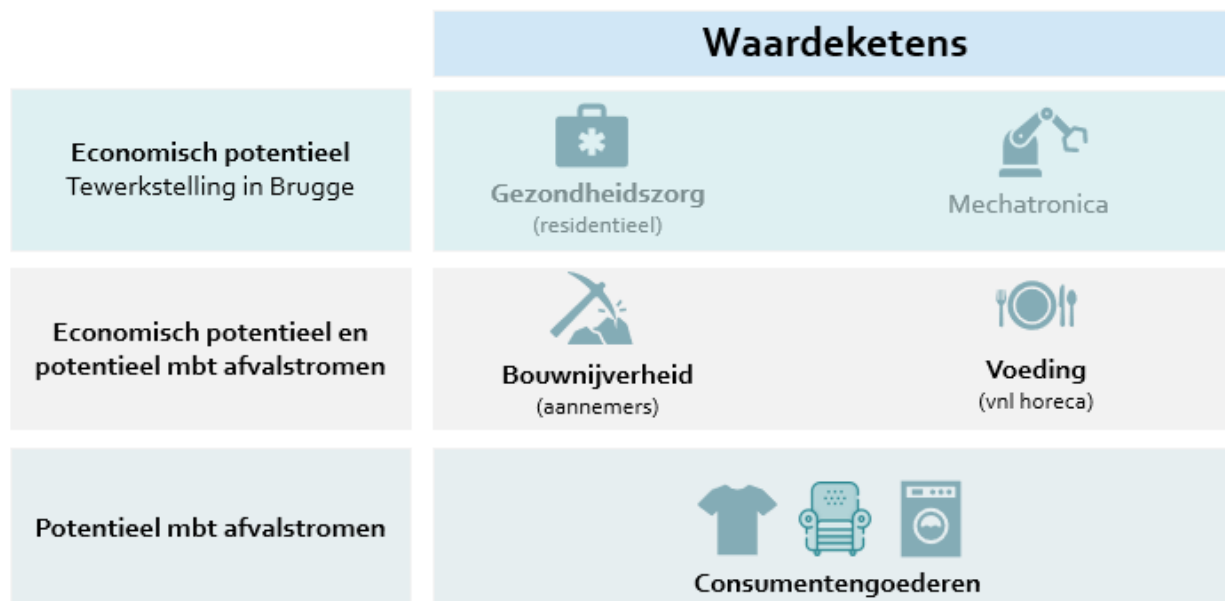 Waardeketens
Economisch potentieel
Tewerkstelling in Brugge
Gezondheidszorg
(residentieel)
Mechatronica
Economisch potentieel en
potentieel mbt afvalstromen
Bouwnijverheid
(aannemers)
Voeding
(vnl horeca)
Potentieel mbt afvalstromen
Consumentengoederen